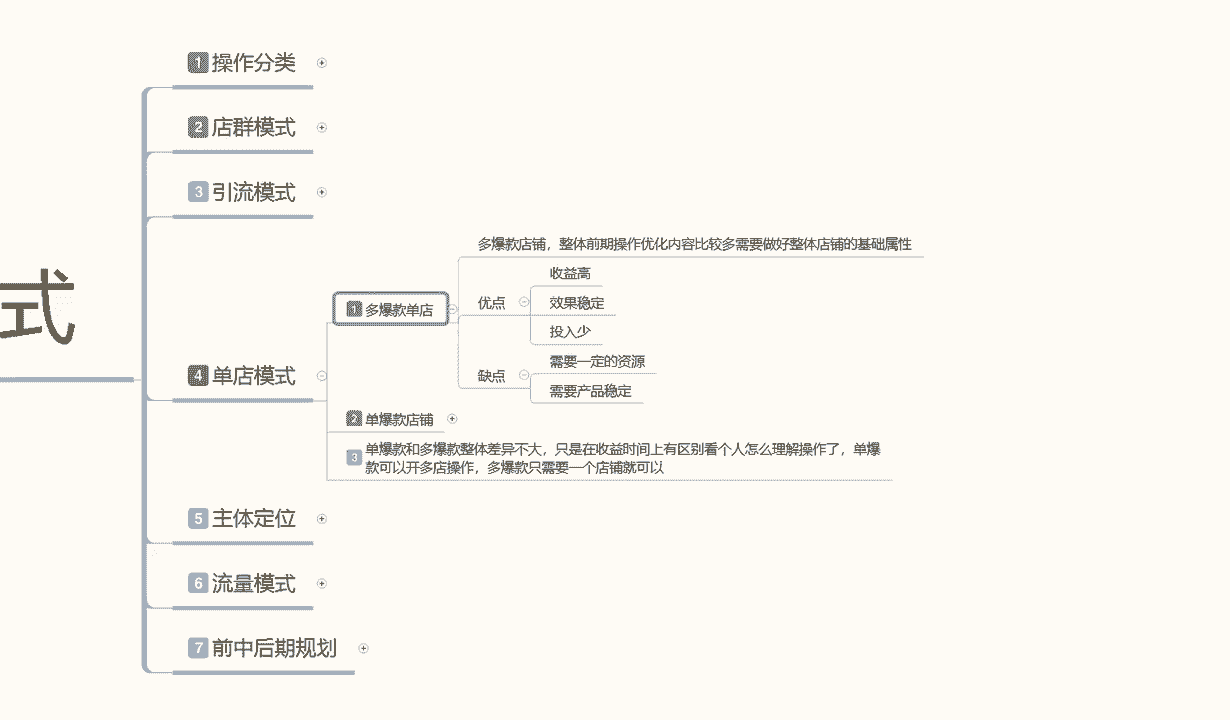 1 操作分类
2 店群模式
3 引流模式
式
4 单店模式
1 多爆款单店
多爆款店铺，整体前期操作优化内容比较多需要做好整体店铺的基础属性
优点
收益高
效果稳定
投入少
缺点
需要一定的资源
需要产品稳定
2 单爆款店铺
3 单爆款和多爆款整体差异不大，只是在收益时间上有区别看个人怎么理解操作了，单爆
款可以开多店操作，多爆款只需要一个店铺就可以
5 主体定位
6 流量模式
7 前中后期规划